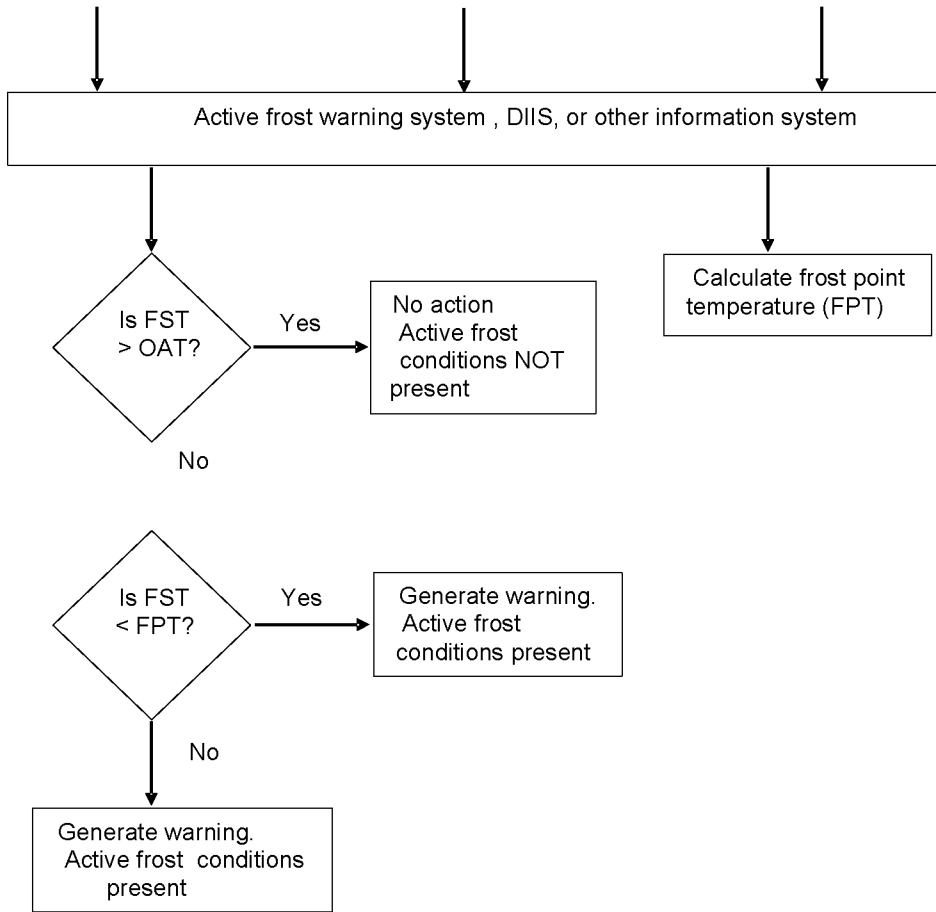 Active frost warning system , DIIS, or other information system
Is FST
> OAT?
Yes
No action
Active frost
conditions NOT
present
Calculate frost point
temperature (FPT)
No
Is FST
< FPT?
Yes
Generate warning.
Active frost
conditions present
No
Generate warning.
Active frost conditions
present